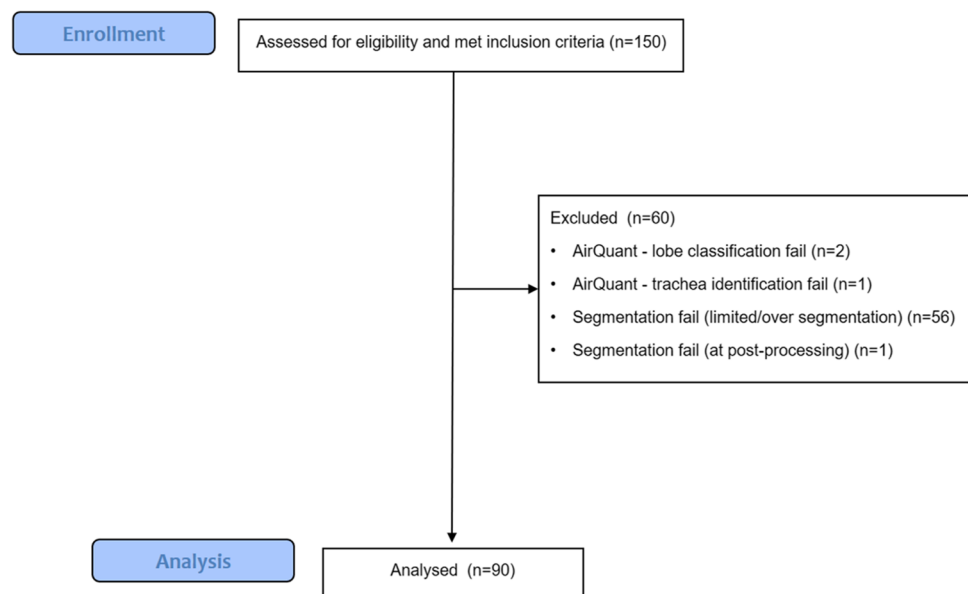 Enrollment
Assessed for eligibility and met inclusion criteria (n=150)
Excluded (n=60)
• AirQuant - lobe classification fail (n=2)
• AirQuant - trachea identification fail (n=1)
• Segmentation fail (limited/over segmentation) (n=56)
• Segmentation fail (at post-processing) (n=1)
Analysis
Analysed (n=90)